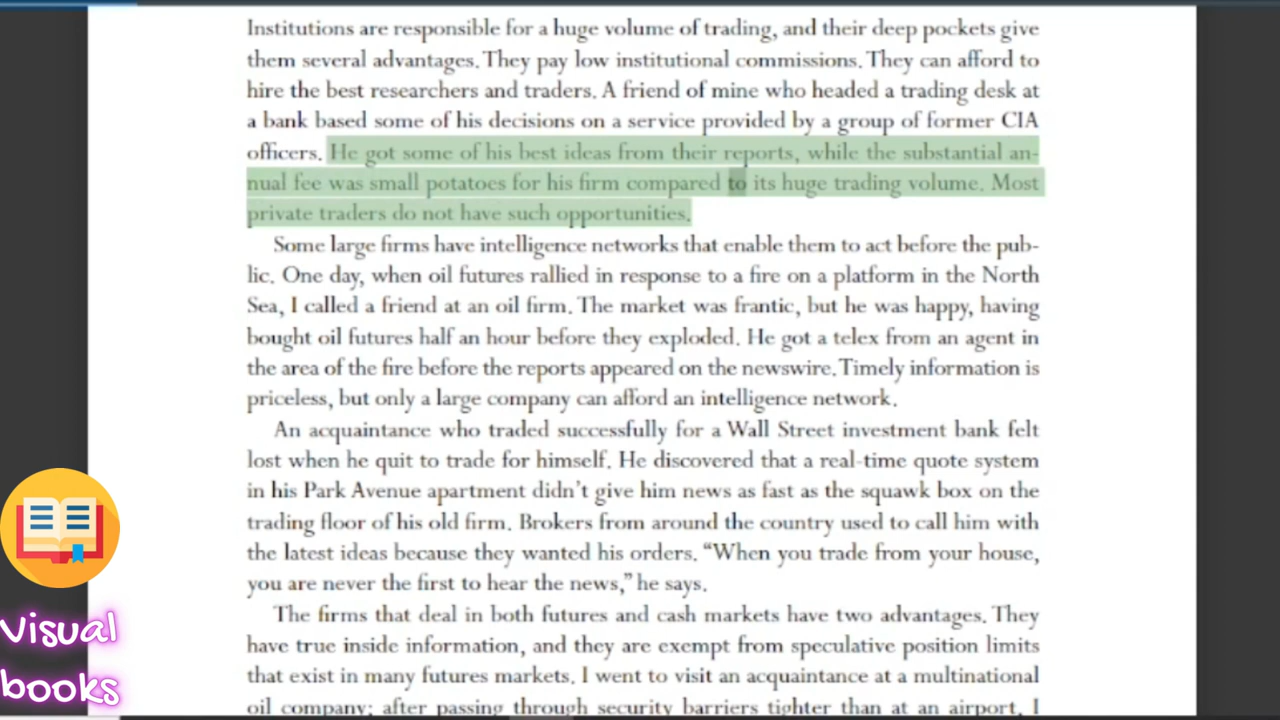 Institutions are responsible for a huge volume of trading, and their deep pockets give
them several advantages. They pay low institutional commissions. They can afford to
hire the best researchers and traders. A friend of mine who headed a trading desk at
a bank based some of his decisions on a service provided by a group of former CIA
officers. He got some of his best ideas from their reports, while the substantial an-
nual fee was small potatoes for his firm compared to its huge trading volume. Most
private traders do not have such opportunities.
Some large firms have intelligence networks that enable them to act before the pub-
lic. One day, when oil futures rallied in response to a fire on a platform in the North
Sea, I called a friend at an oil firm. The market was frantic, but he was happy, having
bought oil futures half an hour before they exploded. He got a telex from an agent in
the area of the fire before the reports appeared on the newswire. Timely information is
priceless, but only a large company can afford an intelligence network.
An acquaintance who traded successfully for a Wall Street investment bank felt
lost when he quit to trade for himself. He discovered that a real-time quote system
in his Park Avenue apartment didn't give him news as fast as the squawk box on the
trading floor of his old firm. Brokers from around the country used to call him with
the latest ideas because they wanted his orders. “When you trade from your house,
you are never the first to hear the news,” he says.
The firms that deal in both futures and cash markets have two advantages. They
have true inside information, and they are exempt from speculative position limits
that exist in many futures markets. I went to visit an acquaintance at a multinational
oil company; after passing through security barriers tighter than at an airport, I
Visual
books